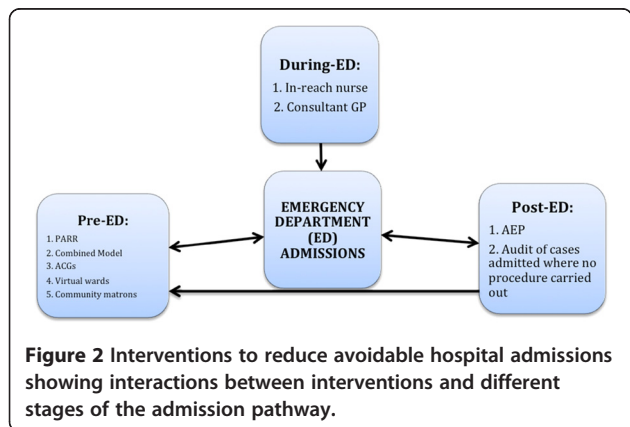 During-ED:
1. In-reach nurse
2. Consultant GP
EMERGENCY
DEPARTMENT
(ED)
ADMISSIONS
Pre-ED:
1. PARR
2. Combined Model
3. ACGs
4. Virtual wards
5. Community matrons
Post-ED:
1. AEP
2. Audit of cases
admitted where no
procedure carried
out
Figure 2 Interventions to reduce avoidable hospital admissions
showing interactions between interventions and different
stages of the admission pathway.